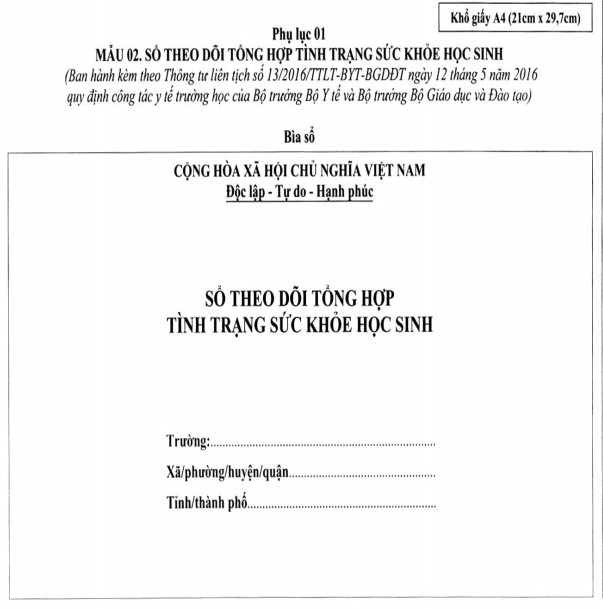 Khổ giấy A4 (21cm x 29,7cm)
Phụ lục 01
MẪU 02. SỔ THEO DÕI TỔNG HỢP TÌNH TRẠNG SỨC KHỎE HỌC SINH
(Ban hành kèm theo Thông tư liên tịch số 13/2016/TTLT-BYT-BGDĐT ngày 12 tháng 5 năm 2016
quy định công tác y tế trường học của Bộ trưởng Bộ Y tế và Bộ trưởng Bộ Giáo dục và Đào tạo)
Bìa sổ
CỘNG HÒA XÃ HỘI CHỦ NGHĨA VIỆT NAM
Độc lập - Tự do - Hạnh phúc
SỔ THEO DÕI TỔNG HỢP
TÌNH TRẠNG SỨC KHỎE HỌC SINH
Trường:..............................................................
Xã/phường/huyện/quận........................................
Tỉnh/thành phố....................................................